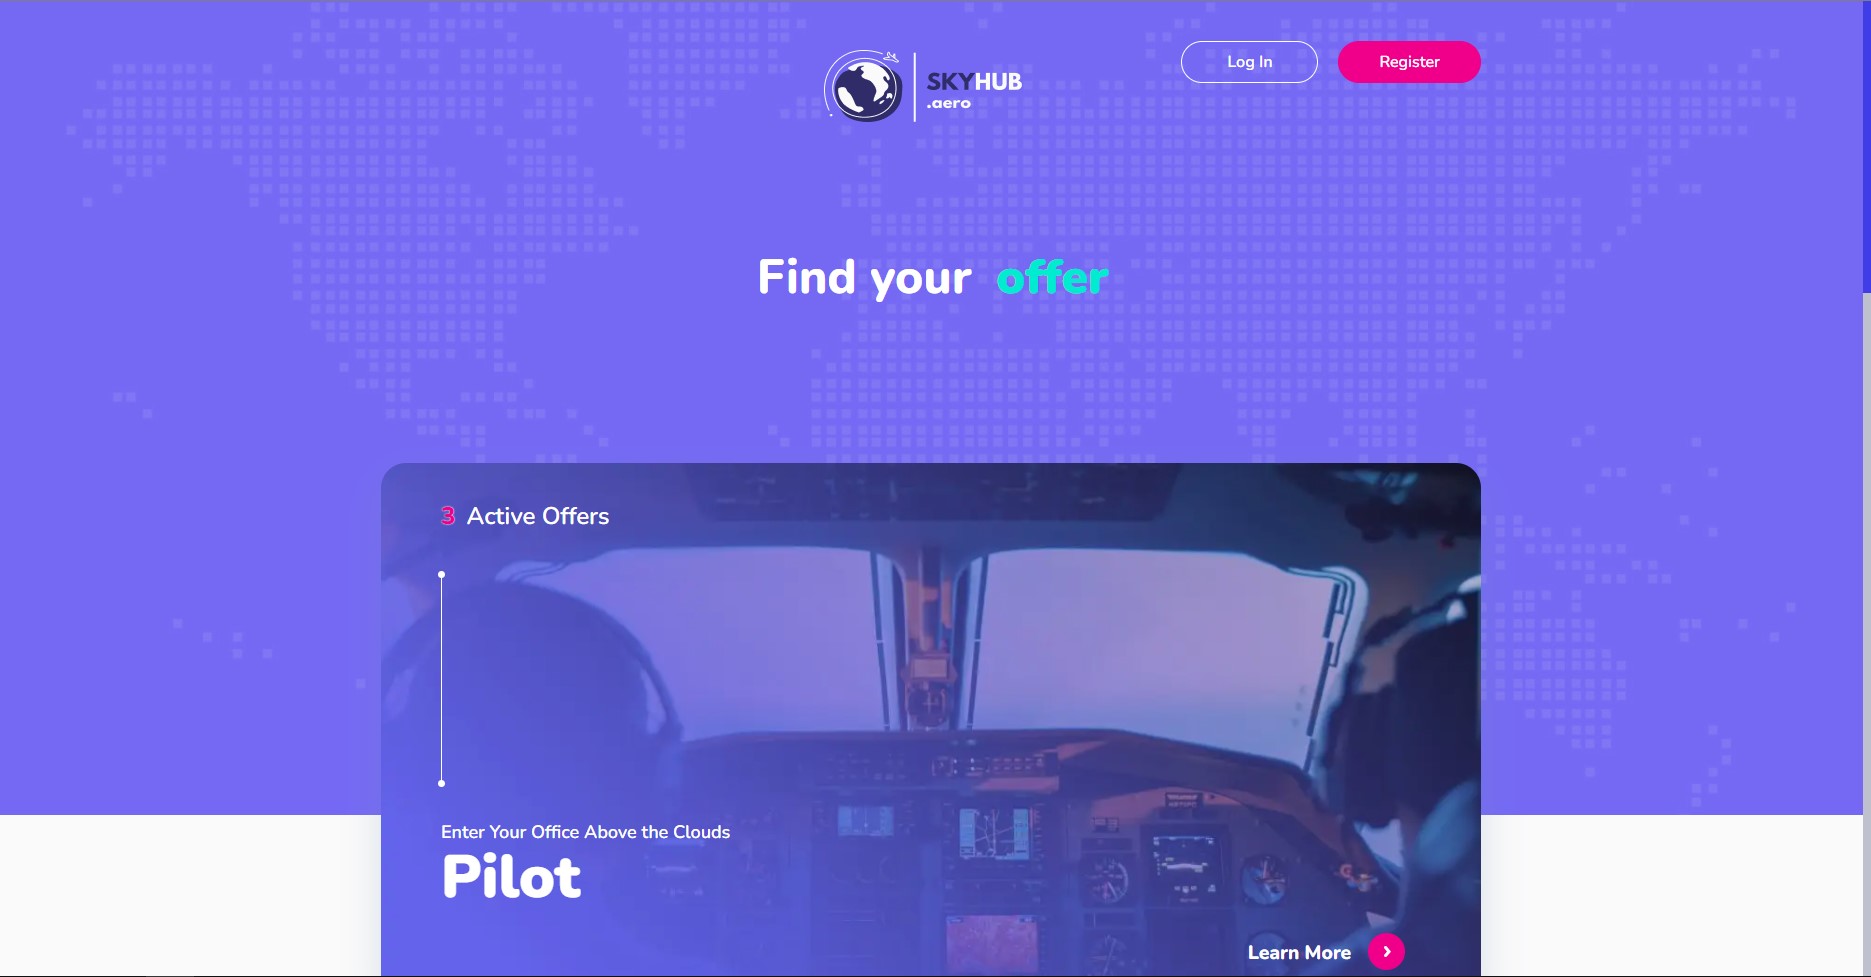 SKYHUB
.aero
Log In
Register
Find your offer
3 Active Offers
Enter Your Office Above the Clouds
Pilot
Learn More